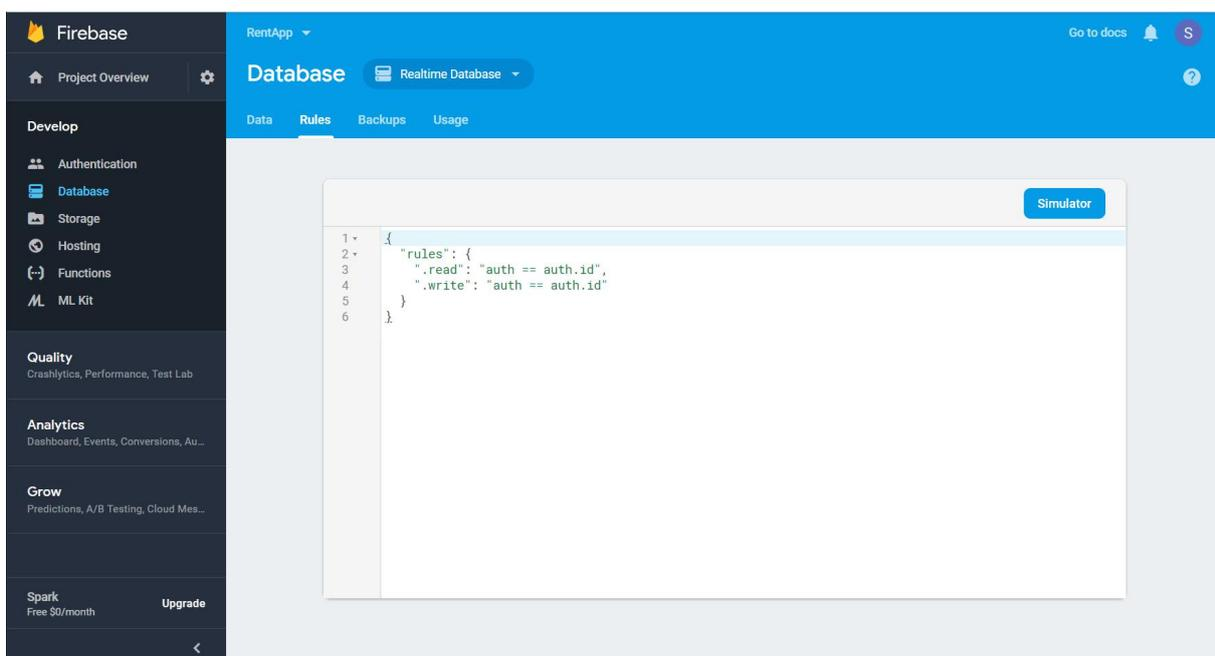 Firebase
Project Overview
Develop
Authentication
Database
Storage
Hosting
Functions
ML Kit
Quality
Crashlytics, Performance, Test Lab
Analytics
Dashboard, Events, Conversions, Au...
Grow
Predictions, A/B Testing, Cloud Mes...
Spark
Free $0/month
Upgrade
RentApp
Go to docs
S
Database
Realtime Database
?
Data Rules Backups Usage
Simulator
1 {
2 "rules": {
3 ".read": "auth == auth.id",
4 ".write": "auth == auth.id"
5 }
6 }